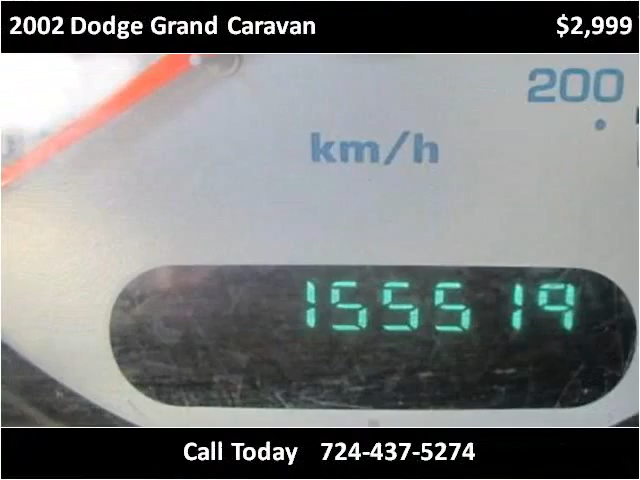 2002 Dodge Grand Caravan $2,999
200
km/h
155519
Call Today 724-437-5274